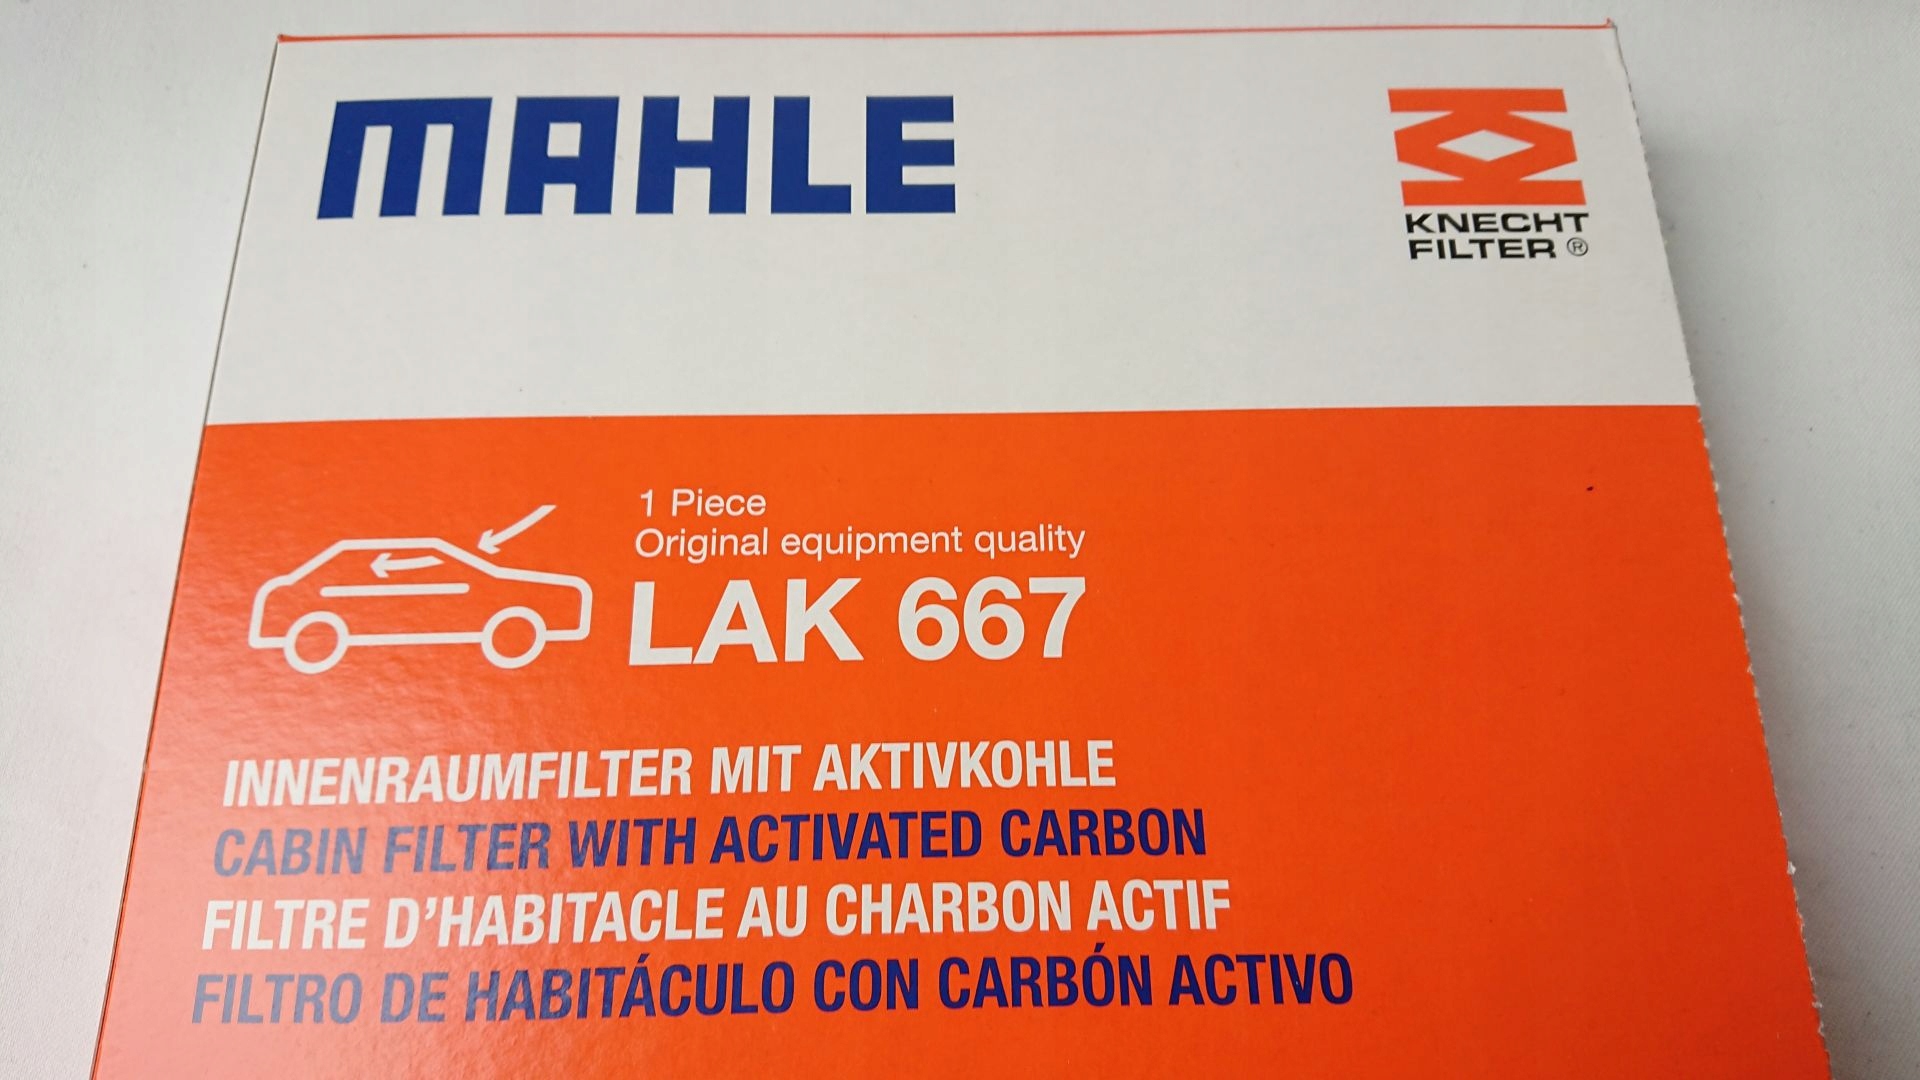 MAHLE
KNECHT
FILTER ®
1 Piece
Original equipment quality
LAK 667
INNENRAUMFILTER MIT AKTIVKOHLE
CABIN FILTER WITH ACTIVATED CARBON
FILTRE D’HABITACLE AU CHARBON ACTIF
FILTRO DE HABITÁCULO CON CARBÓN ACTIVO